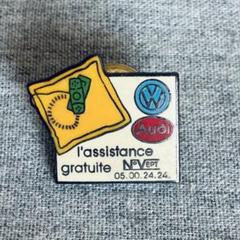 VW
Audi
l'assistance
gratuite N°VERT
05.00.24.24.